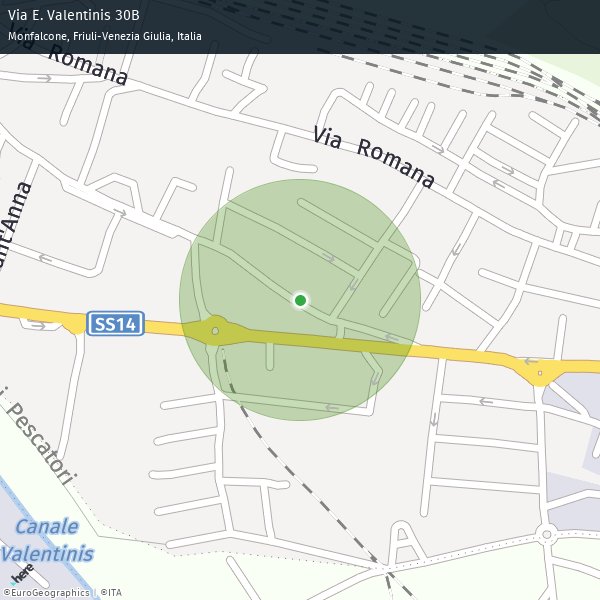 Via E. Valentinis 30B
Monfalcone, Friuli-Venezia Giulia, Italia
Via Romana
Via Romana
ant'Anna
SS14
i Pescatori
Canale
Valentinis
here
©EuroGeographics | ©ITA